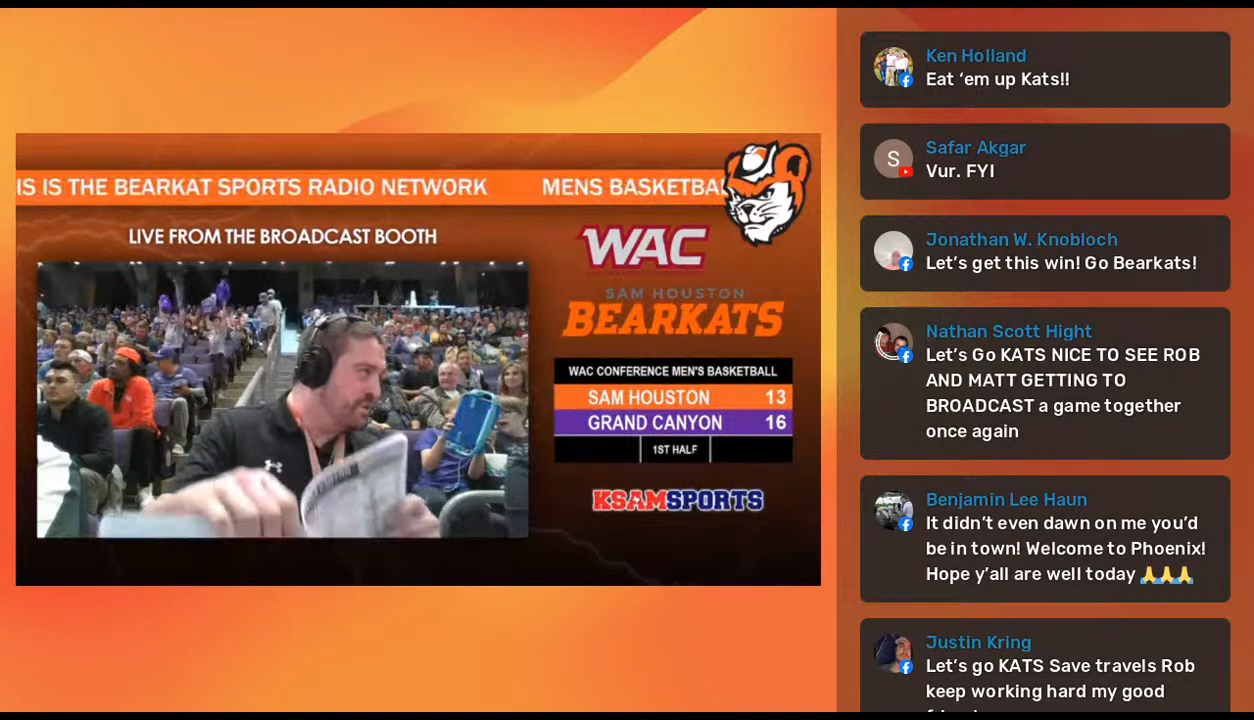 IS IS THE BEARKAT SPORTS RADIO NETWORK MENS BASKETBA
LIVE FROM THE BROADCAST BOOTH
WAC
SAM HOUSTON
BEARKATS
WAC CONFERENCE MEN'S BASKETBALL
SAM HOUSTON 13
GRAND CANYON 16
1ST HALF
KSAMSPORTS
Ken Holland
Eat ‘em up Kats!!
S
Safar Akgar
Vur. FYI
Jonathan W. Knobloch
Let’s get this win! Go Bearkats!
Nathan Scott Hight
Let’s Go KATS NICE TO SEE ROB
AND MATT GETTING TO
BROADCAST a game together
once again
Benjamin Lee Haun
It didn’t even dawn on me you’d
be in town! Welcome to Phoenix!
Hope y’all are well today 🙏🙏🙏
Justin Kring
Let’s go KATS Save travels Rob
keep working hard my good